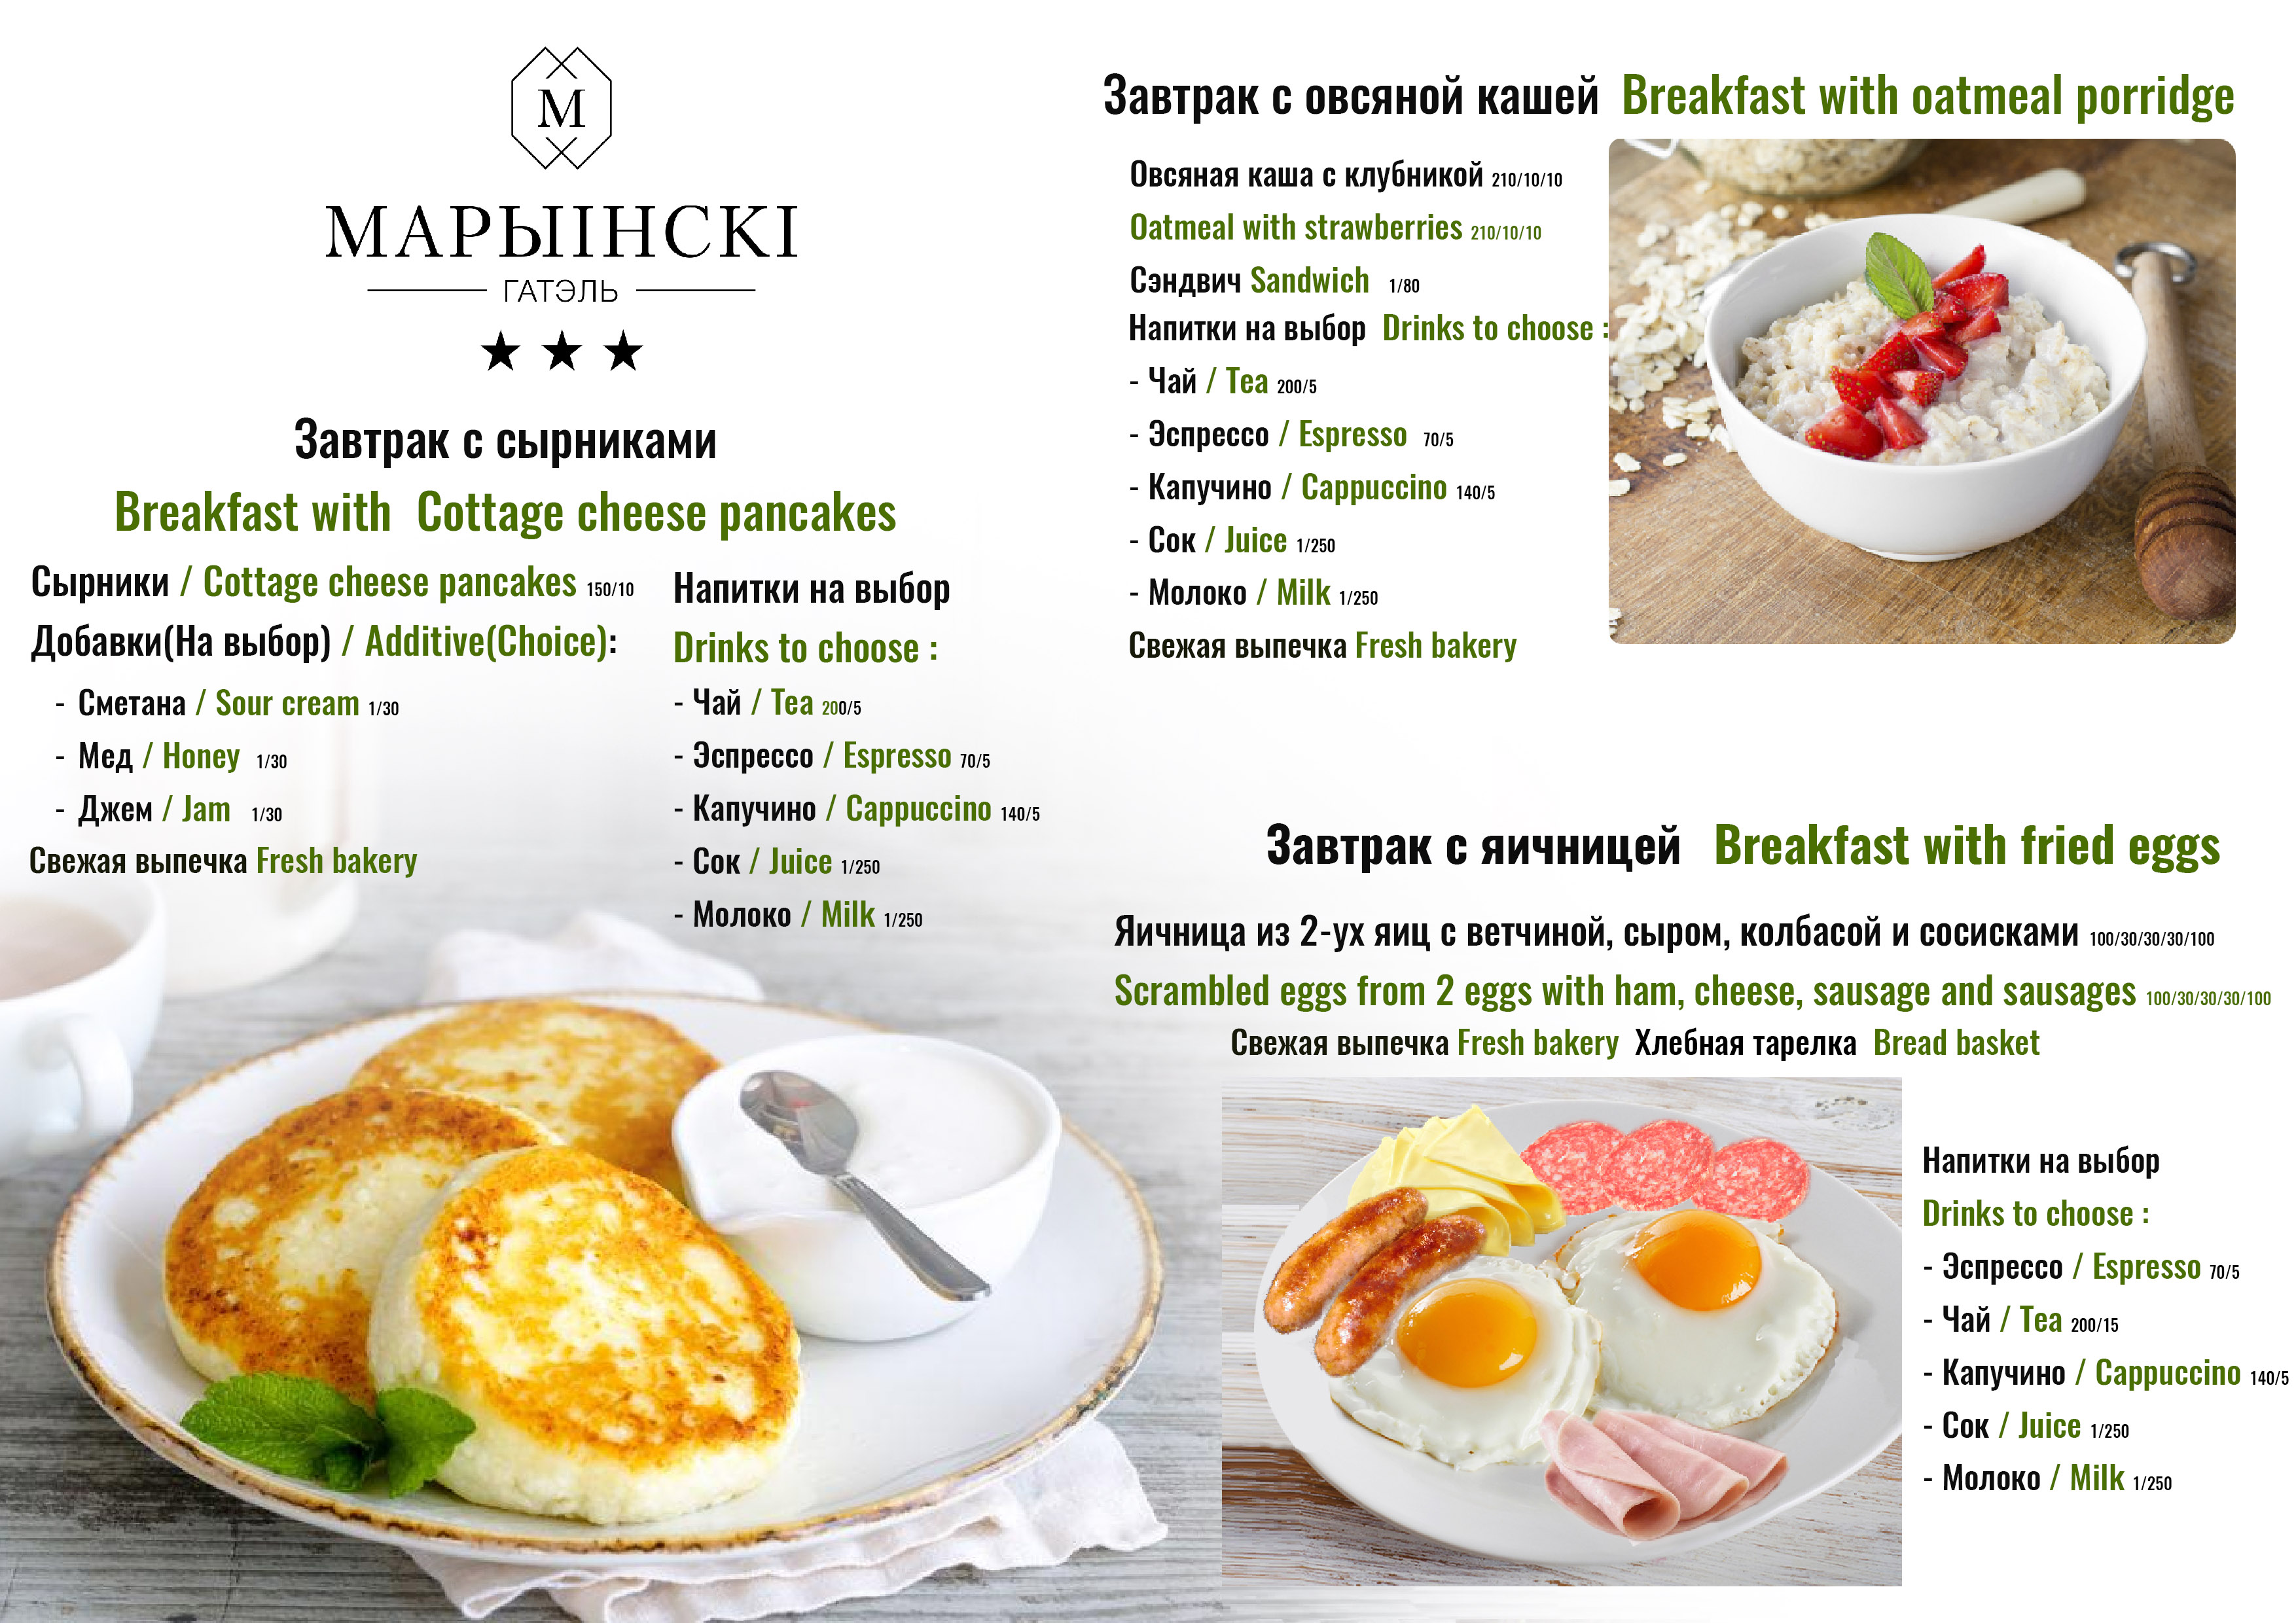 М
МАРЫІНСКІ
ГАТЭЛЬ
Завтрак с сырниками
Breakfast with Cottage cheese pancakes
Сырники / Cottage cheese pancakes 150/10
Добавки(На выбор) / Additive(Choice):
- Сметана / Sour cream 1/30
- Мед / Honey 1/30
- Джем / Jam 1/30
Свежая выпечка Fresh bakery
Напитки на выбор
Drinks to choose :
- Чай / Tea 200/5
- Эспрессо / Espresso 70/5
- Капучино / Cappuccino 140/5
- Сок / Juice 1/250
- Молоко / Milk 1/250
Завтрак с овсяной кашей Breakfast with oatmeal porridge
Овсяная каша с клубникой 210/10/10
Oatmeal with strawberries 210/10/10
Сэндвич Sandwich 1/80
Напитки на выбор Drinks to choose :
- Чай / Tea 200/5
- Эспрессо / Espresso 70/5
- Капучино / Cappuccino 140/5
- Сок / Juice 1/250
- Молоко / Milk 1/250
Свежая выпечка Fresh bakery
Завтрак с яичницей Breakfast with fried eggs
Яичница из 2-ух яиц с ветчиной, сыром, колбасой и сосисками 100/30/30/30/100
Scrambled eggs from 2 eggs with ham, cheese, sausage and sausages 100/30/30/30/100
Свежая выпечка Fresh bakery Хлебная тарелка Bread basket
Напитки на выбор
Drinks to choose :
- Эспрессо / Espresso 70/5
- Чай / Tea 200/15
- Капучино / Cappuccino 140/5
- Сок / Juice 1/250
- Молоко / Milk 1/250